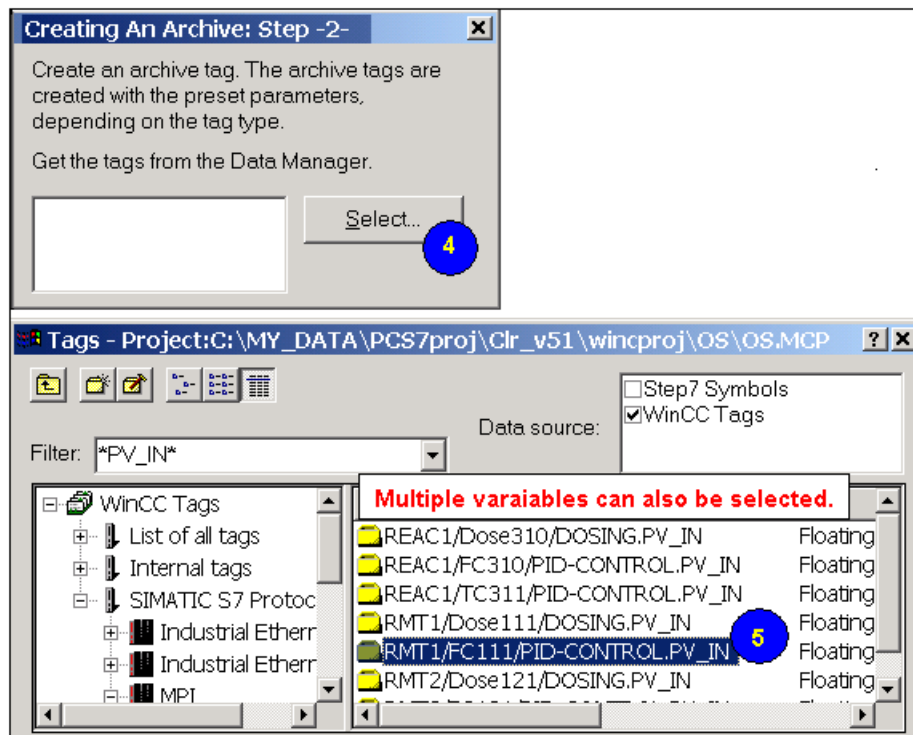 Creating An Archive: Step -2-
Create an archive tag. The archive tags are
created with the preset parameters,
depending on the tag type.
Get the tags from the Data Manager.
Select...
4
Tags - Project:C:\MY_DATA\PCS7proj\Clr_v51\wincproj\OS\OS.MCP
Step7 Symbols
WinCC Tags
Data source:
Filter:
*PV_IN*
Multiple varaiables can also be selected.
WinCC Tags
List of all tags
Internal tags
SIMATIC S7 Protoc
Industrial Ethern
Industrial Ethern
MPI
REAC1/Dose310/DOSING.PV_IN Floating
REAC1/FC310/PID-CONTROL.PV_IN Floating
REAC1/TC311/PID-CONTROL.PV_IN Floating
RMT1/Dose111/DOSING.PV_IN Floating
5
RMT1/FC111/PID-CONTROL.PV_IN Floating
RMT2/Dose121/DOSING.PV_IN Floating